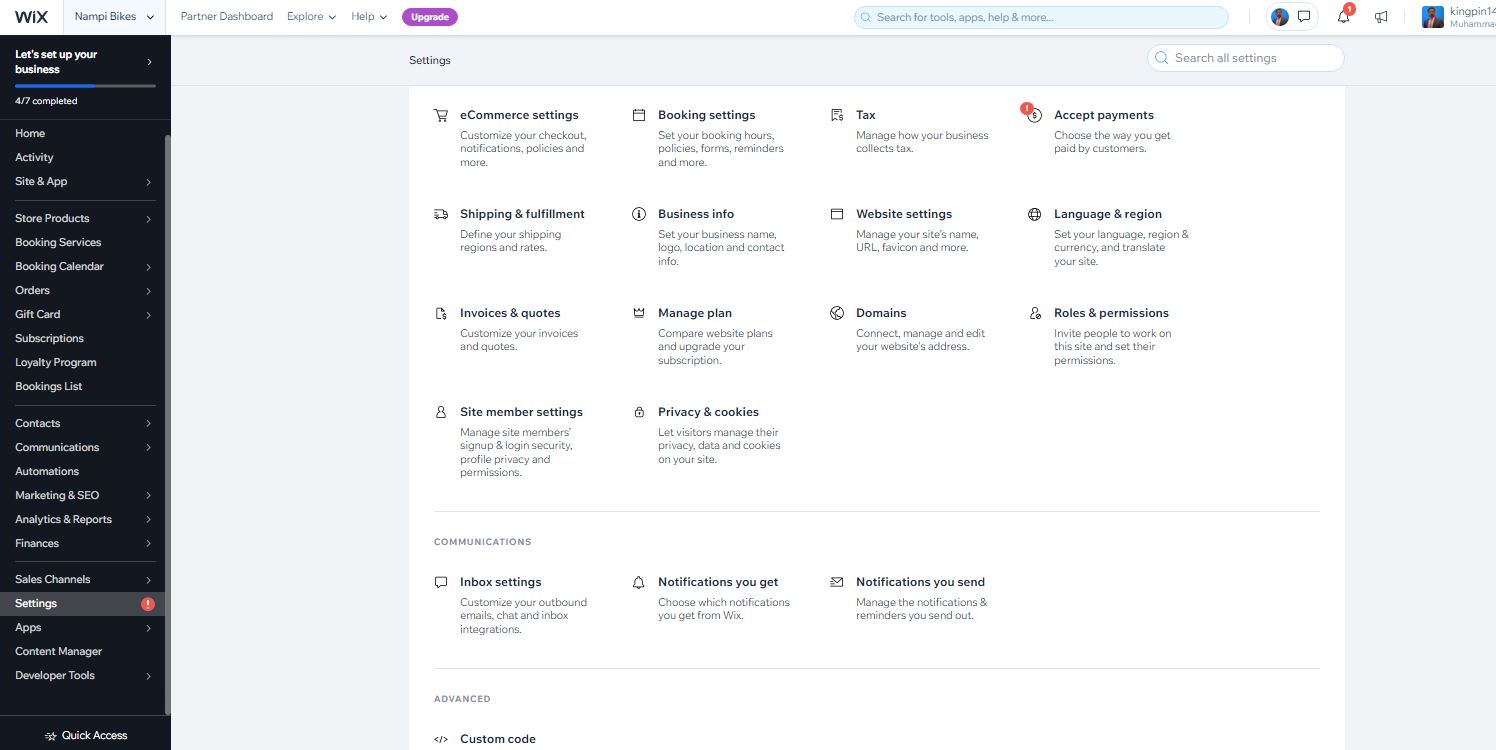 WIX
Nampi Bikes
Partner Dashboard
Explore
Help
Upgrade
Search for tools, apps, help & more...
1
kingpin14
Muhammad
Let's set up your
business
4/7 completed
Home
Activity
Site & App
Store Products
Booking Services
Booking Calendar
Orders
Gift Card
Subscriptions
Loyalty Program
Bookings List
Contacts
Communications
Automations
Marketing & SEO
Analytics & Reports
Finances
Sales Channels
Settings
!
Apps
Content Manager
Developer Tools
Quick Access
Settings
Search all settings
eCommerce settings
Customize your checkout,
notifications, policies and
more.
Booking settings
Set your booking hours,
policies, forms, reminders
and more.
Tax
Manage how your business
collects tax.
!
Accept payments
Choose the way you get
paid by customers.
Shipping & fulfillment
Define your shipping
regions and rates.
Business info
Set your business name,
logo, location and contact
info.
Website settings
Manage your site's name,
URL, favicon and more.
Language & region
Set your language, region &
currency, and translate
your site.
Invoices & quotes
Customize your invoices
and quotes.
Manage plan
Compare website plans
and upgrade your
subscription.
Domains
Connect, manage and edit
your website's address.
Roles & permissions
Invite people to work on
this site and set their
permissions.
Site member settings
Manage site members'
signup & login security,
profile privacy and
permissions.
Privacy & cookies
Let visitors manage their
privacy, data and cookies
on your site.
COMMUNICATIONS
Inbox settings
Customize your outbound
emails, chat and inbox
integrations.
Notifications you get
Choose which notifications
you get from Wix.
Notifications you send
Manage the notifications &
reminders you send out.
ADVANCED
</> Custom code